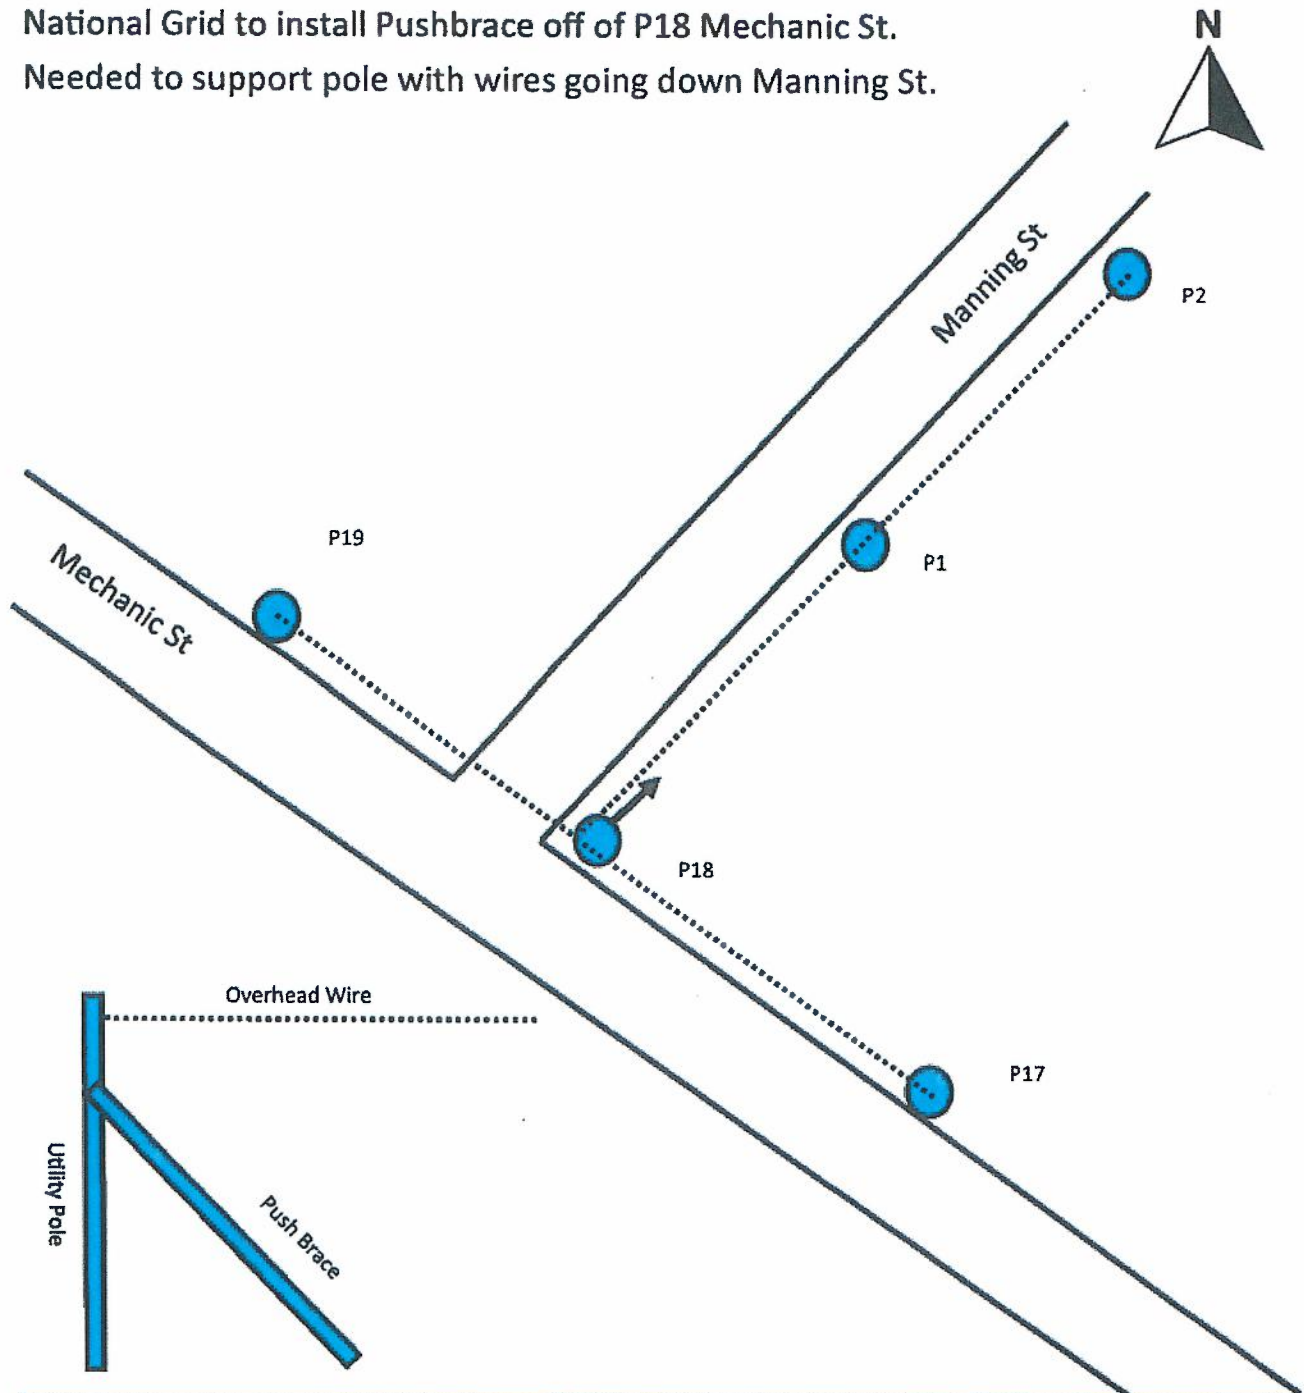 National Grid to install Pushbrace off of P18 Mechanic St.
Needed to support pole with wires going down Manning St.
N
Manning St
P2
P19
P1
Mechanic St
P18
Overhead Wire
P17
Utility Pole
Push Brace